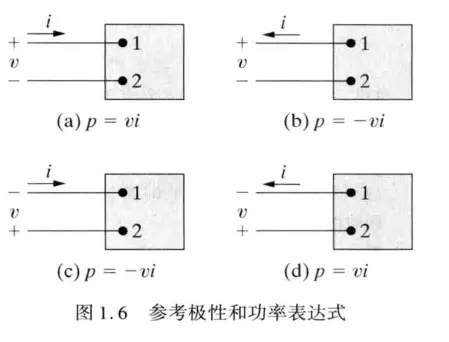 i i
+ 1 + 1
v v
− 2 − 2
(a) p = vi (b) p = −vi
i i
− 1 − 1
v v
+ 2 + 2
(c) p = −vi (d) p = vi
图 1.6 参考极性和功率表达式